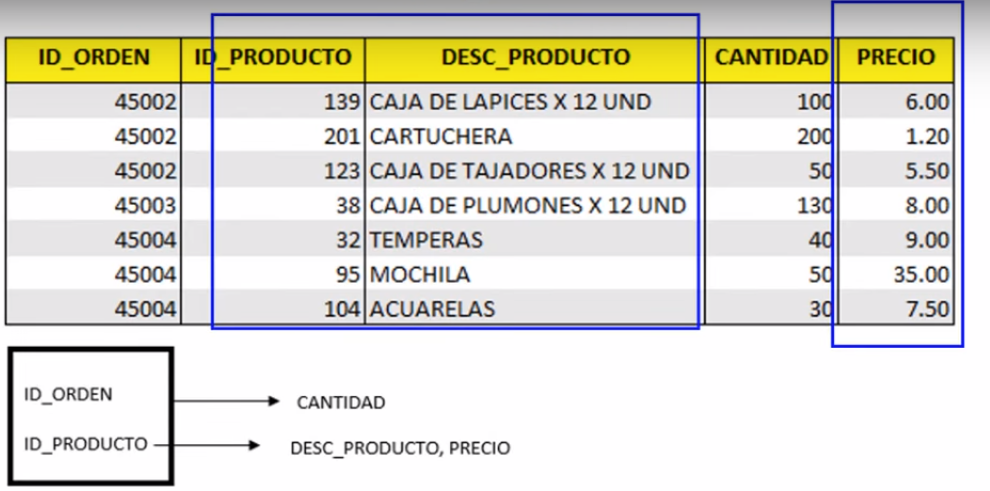 ID_ORDEN ID_PRODUCTO DESC_PRODUCTO CANTIDAD PRECIO
45002 139 CAJA DE LAPICES X 12 UND 100 6.00
45002 201 CARTUCHERA 200 1.20
45002 123 CAJA DE TAJADORES X 12 UND 50 5.50
45003 38 CAJA DE PLUMONES X 12 UND 130 8.00
45004 32 TEMPERAS 40 9.00
45004 95 MOCHILA 50 35.00
45004 104 ACUARELAS 30 7.50
ID_ORDEN CANTIDAD
ID_PRODUCTO DESC_PRODUCTO, PRECIO